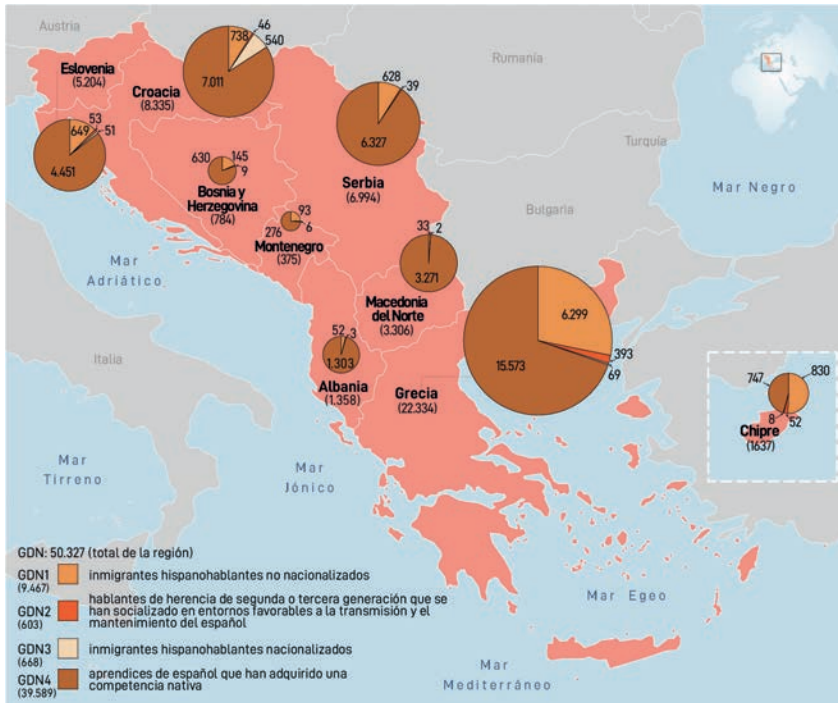 Austria
Rumanía
Turquía
Bulgaria
Italia
Mar Negro
Mar
Adriático
Mar
Tirreno
Mar
Jónico
Mar Egeo
Mar
Mediterráneo
Eslovenia
(5.204)
649
53
51
4.451
Croacia
(8.335)
738
46
540
7.011
Serbia
(6.994)
628
39
6.327
630
145
9
Bosnia y
Herzegovina
(784)
93
6
276
Montenegro
(375)
33
2
3.271
Macedonia
del Norte
(3.306)
52
3
1.303
Albania
(1.358)
6.299
393
69
15.573
Grecia
(22.334)
747
830
8
52
Chipre
(1637)
GDN: 50.327 (total de la región)
GDN1
(9.467)
inmigrantes hispanohablantes no nacionalizados
GDN2
(603)
hablantes de herencia de segunda o tercera generación que se
han socializado en entornos favorables a la transmisión y el
mantenimiento del español
GDN3
(668)
inmigrantes hispanohablantes nacionalizados
GDN4
(39.589)
aprendices de español que han adquirido una
competencia nativa